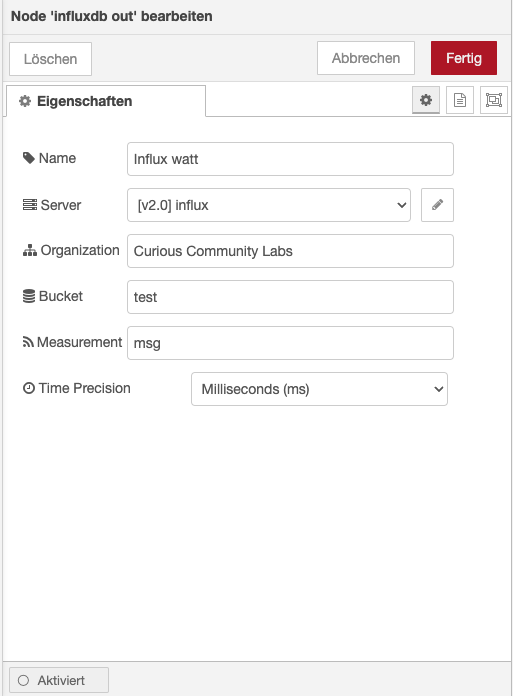 Node 'influxdb out' bearbeiten
Löschen
Abbrechen
Fertig
Eigenschaften
Name
Influx watt
Server
[v2.0] influx
Organization
Curious Community Labs
Bucket
test
Measurement
msg
Time Precision
Milliseconds (ms)
Aktiviert